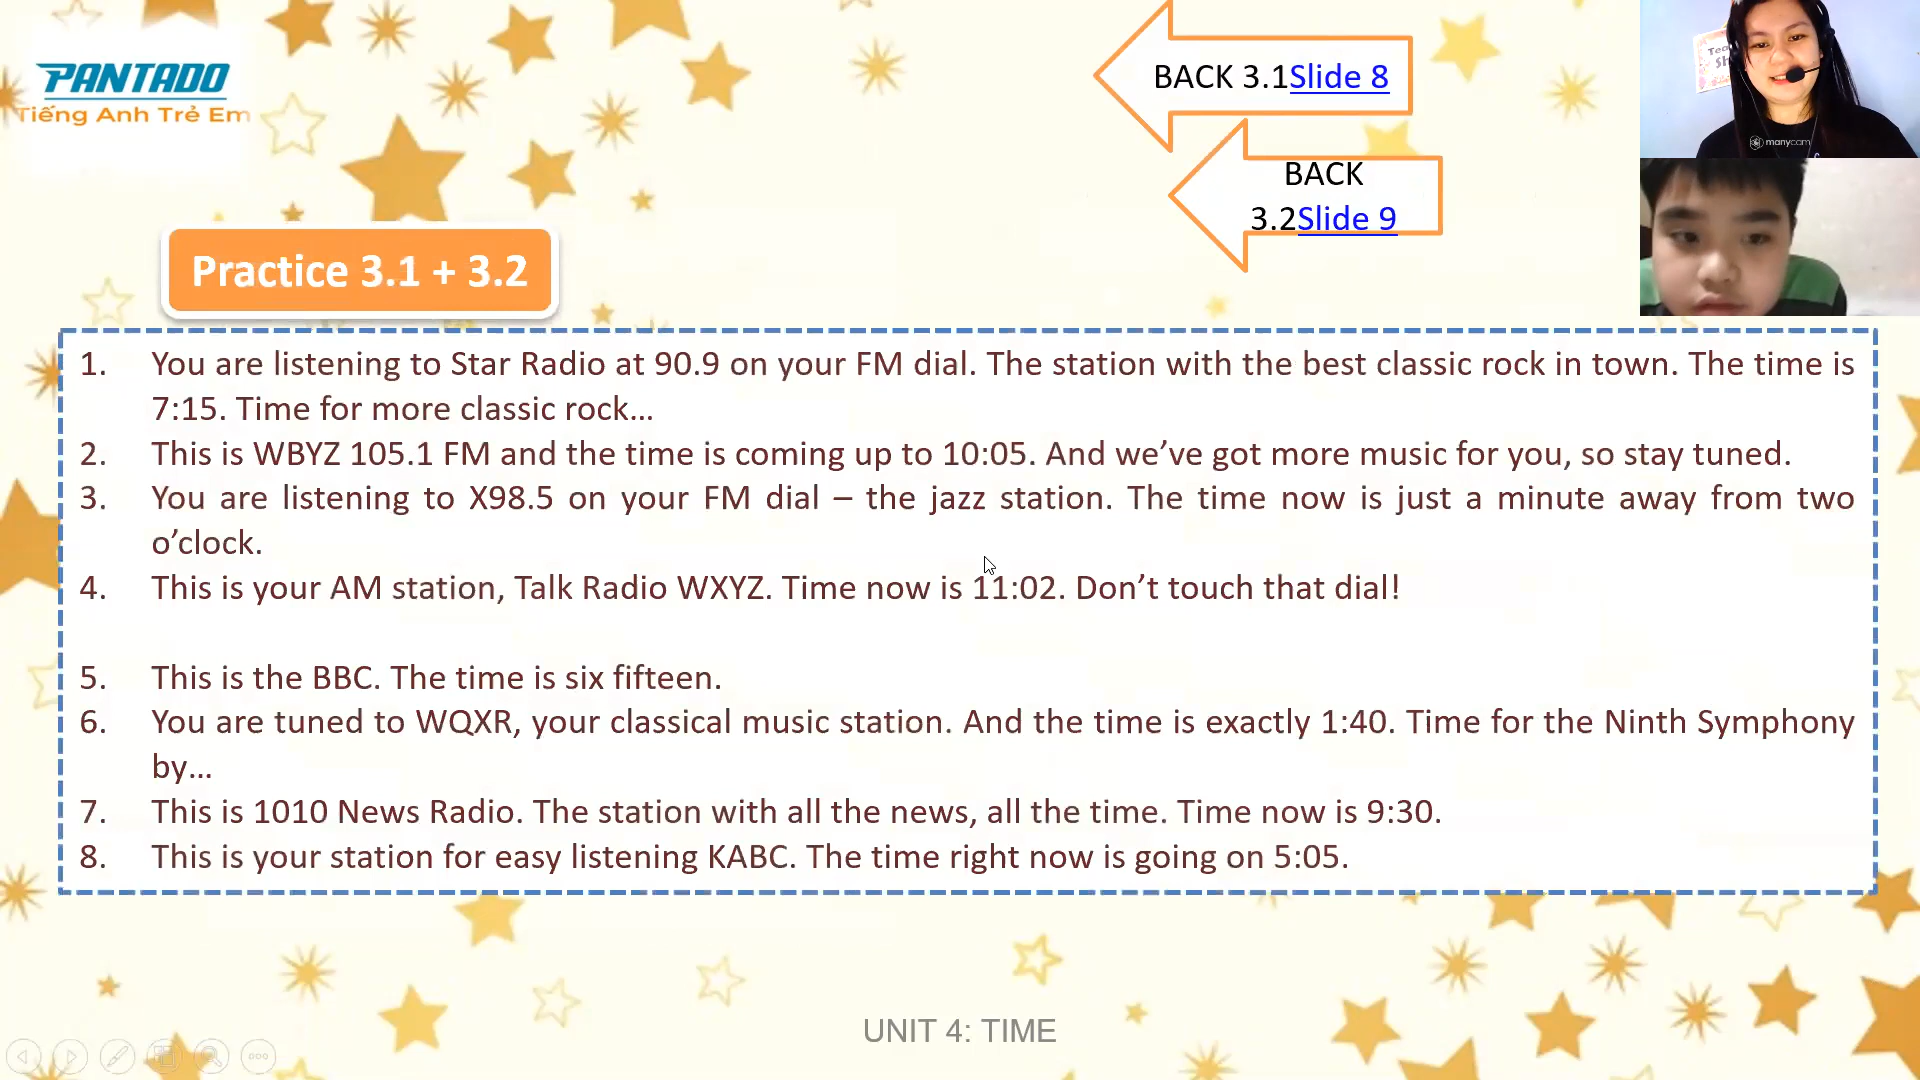 PANTADO
Tiếng Anh Trẻ Em
BACK 3.1Slide 8
BACK
3.2Slide 9
manycam
Practice 3.1 + 3.2
1. You are listening to Star Radio at 90.9 on your FM dial. The station with the best classic rock in town. The time is
7:15. Time for more classic rock…
2. This is WBYZ 105.1 FM and the time is coming up to 10:05. And we’ve got more music for you, so stay tuned.
3. You are listening to X98.5 on your FM dial – the jazz station. The time now is just a minute away from two
o’clock.
4. This is your AM station, Talk Radio WXYZ. Time now is 11:02. Don’t touch that dial!
5. This is the BBC. The time is six fifteen.
6. You are tuned to WQXR, your classical music station. And the time is exactly 1:40. Time for the Ninth Symphony
by…
7. This is 1010 News Radio. The station with all the news, all the time. Time now is 9:30.
8. This is your station for easy listening KABC. The time right now is going on 5:05.
UNIT 4: TIME